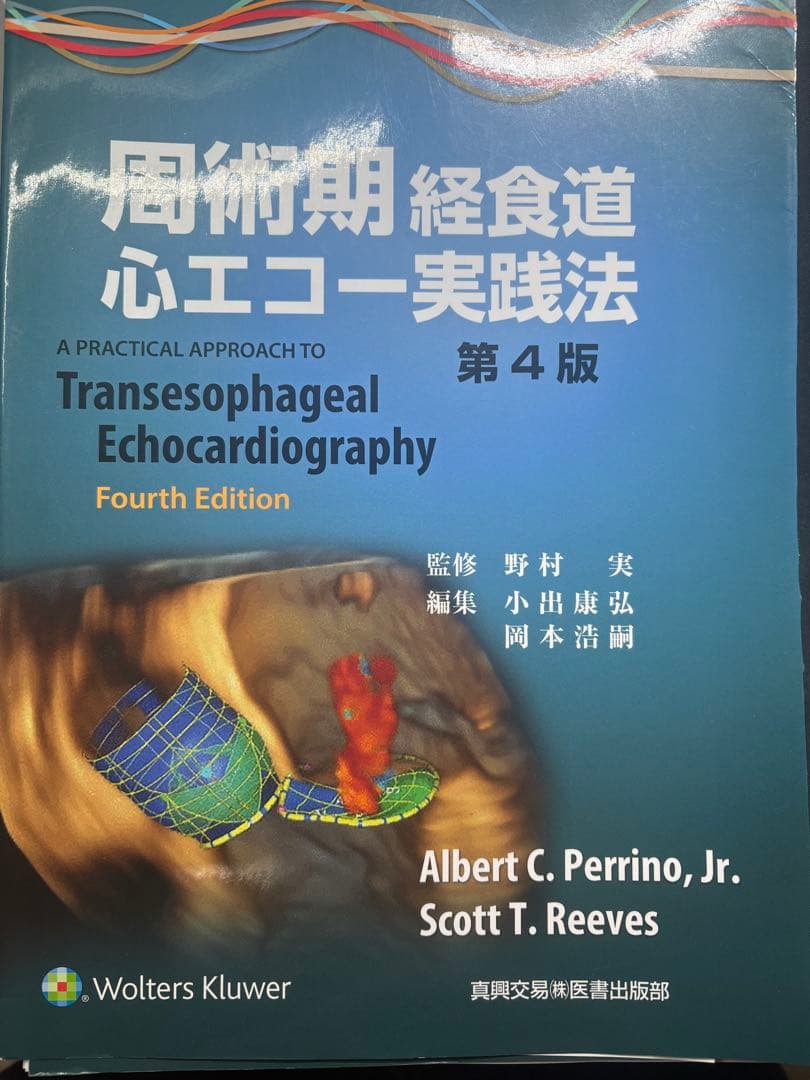 周術期 経食道
心エコー実践法
A PRACTICAL APPROACH TO
第4版
Transesophageal
Echocardiography
Fourth Edition
監修 野村 実
編集 小出康弘
岡本浩嗣
Albert C. Perrino, Jr.
Scott T. Reeves
Wolters Kluwer
真興交易㈱医書出版部